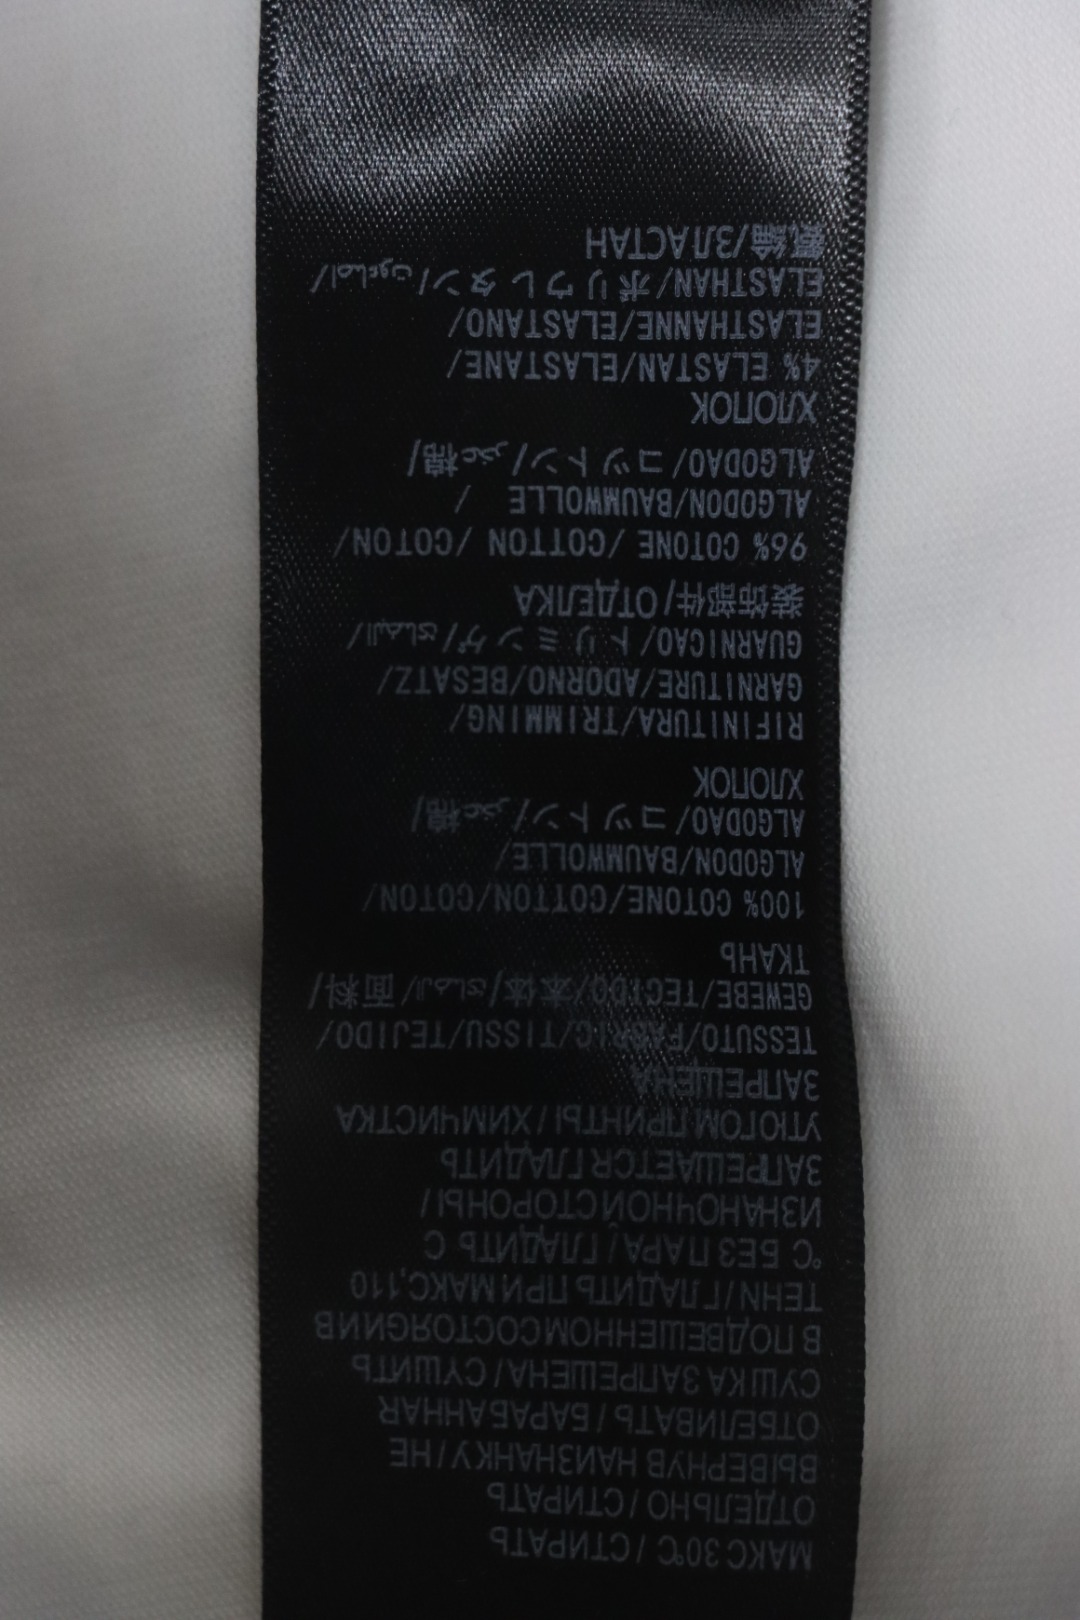 МАКС 30°C / СТИРАТЬ
ОТДЕЛЬНО / СТИРАТЬ
ВЫВЕРНУВ НАИЗНАНКУ / НЕ
ОТБЕЛИВАТЬ / БАРАБАННАЯ
СУШКА ЗАПРЕЩЕНА / СУШИТЬ
В ПОДВЕШЕННОМ СОСТОЯНИИ В
ТЕНИ / ГЛАДИТЬ ПРИ МАКС,110
°C БЕЗ ПАРА / ГЛАДИТЬ С
ИЗНАНОЧНОЙ СТОРОНЫ /
ЗАПРЕЩАЕТСЯ ГЛАДИТЬ
УТЮГОМ ПРИНТЫ / ХИМЧИСТКА
ЗАПРЕЩЕНА
TESSUTO/FABRIC/TISSU/TEJIDO/
GEWEBE/TECIDO/本体/القماش/面料/
ТКАНЬ
100% COTONE/COTTON/COTON/
ALGODON/BAUMWOLLE/
ALGODAO/コットン/قطن/棉/
ХЛОПОК
RIFINITURA/TRIMMING/
GARNITURE/ADORNO/BESATZ/
GUARNICAO/トリミング/
装饰部件/ОТДЕЛКА
96% COTONE /COTTON /COTON/
ALGODON/BAUMWOLLE /
ALGODAO/コットン/قطن/棉/
ХЛОПОК
4% ELASTAN/ELASTANE/
ELASTHANNE/ELASTANO/
ELASTHAN/ポリウレタン/
氨綸/ЗЛАСТАН